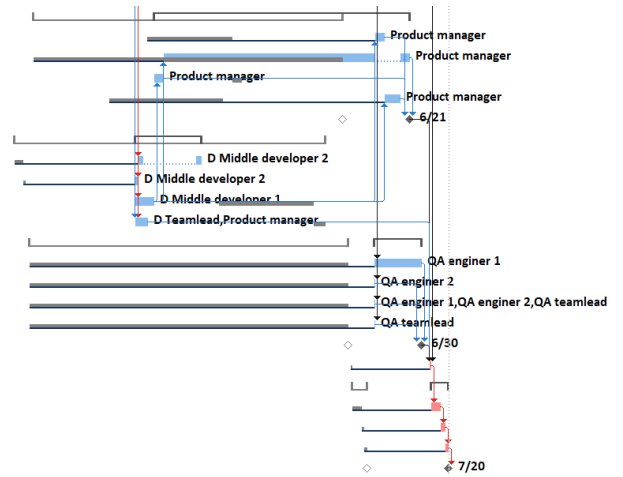 Product manager
Product manager
Product manager
Product manager
6/21
D Middle developer 2
D Middle developer 2
D Middle developer 1
D Teamlead,Product manager
QA enginer 1
QA enginer 2
QA enginer 1,QA enginer 2,QA teamlead
QA teamlead
6/30
7/20